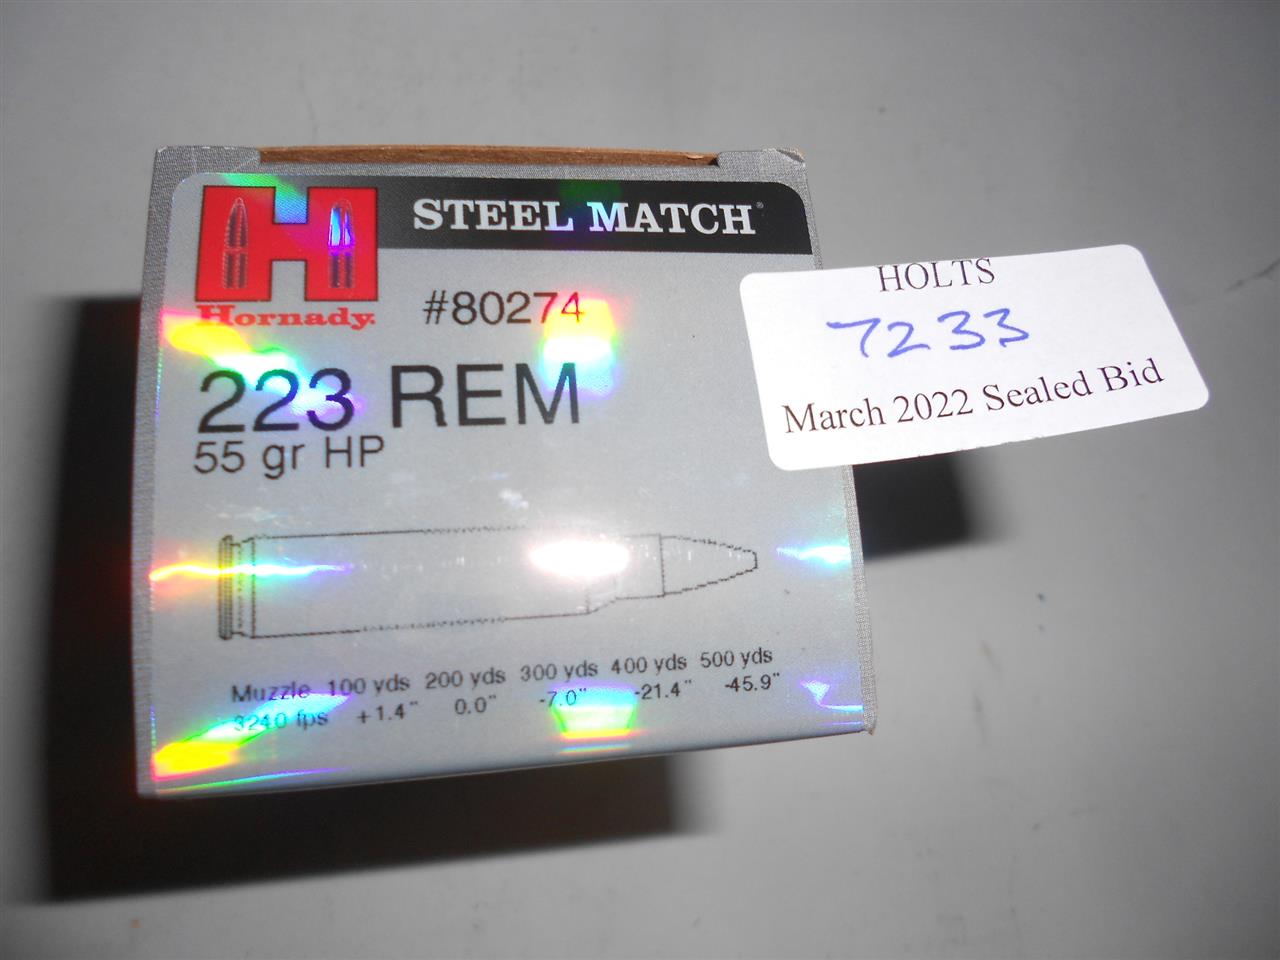 STEEL MATCH®
Hornady.
#80274
223 REM
55 gr HP
Muzzle 100 yds 200 yds 300 yds 400 yds 500 yds
3240 fps +1.4" 0.0" -7.0" -21.4" -45.9"
HOLTS
7233
March 2022 Sealed Bid